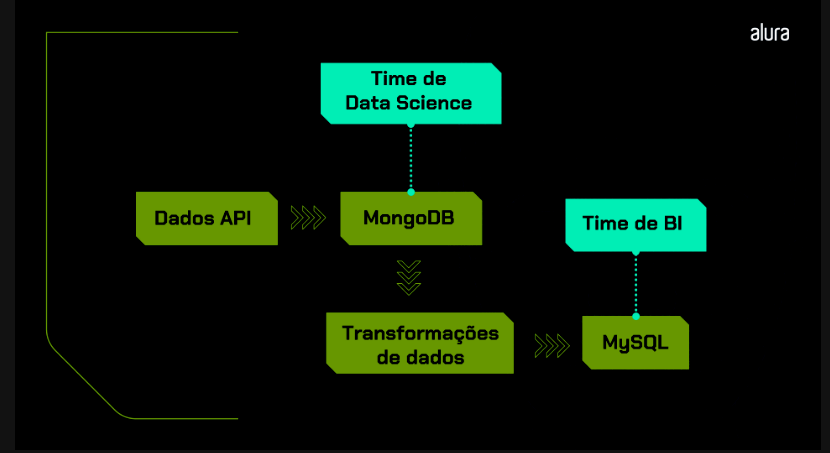 alura
Time de
Data Science
Dados API
MongoDB
Time de BI
Transformações
de dados
MySQL